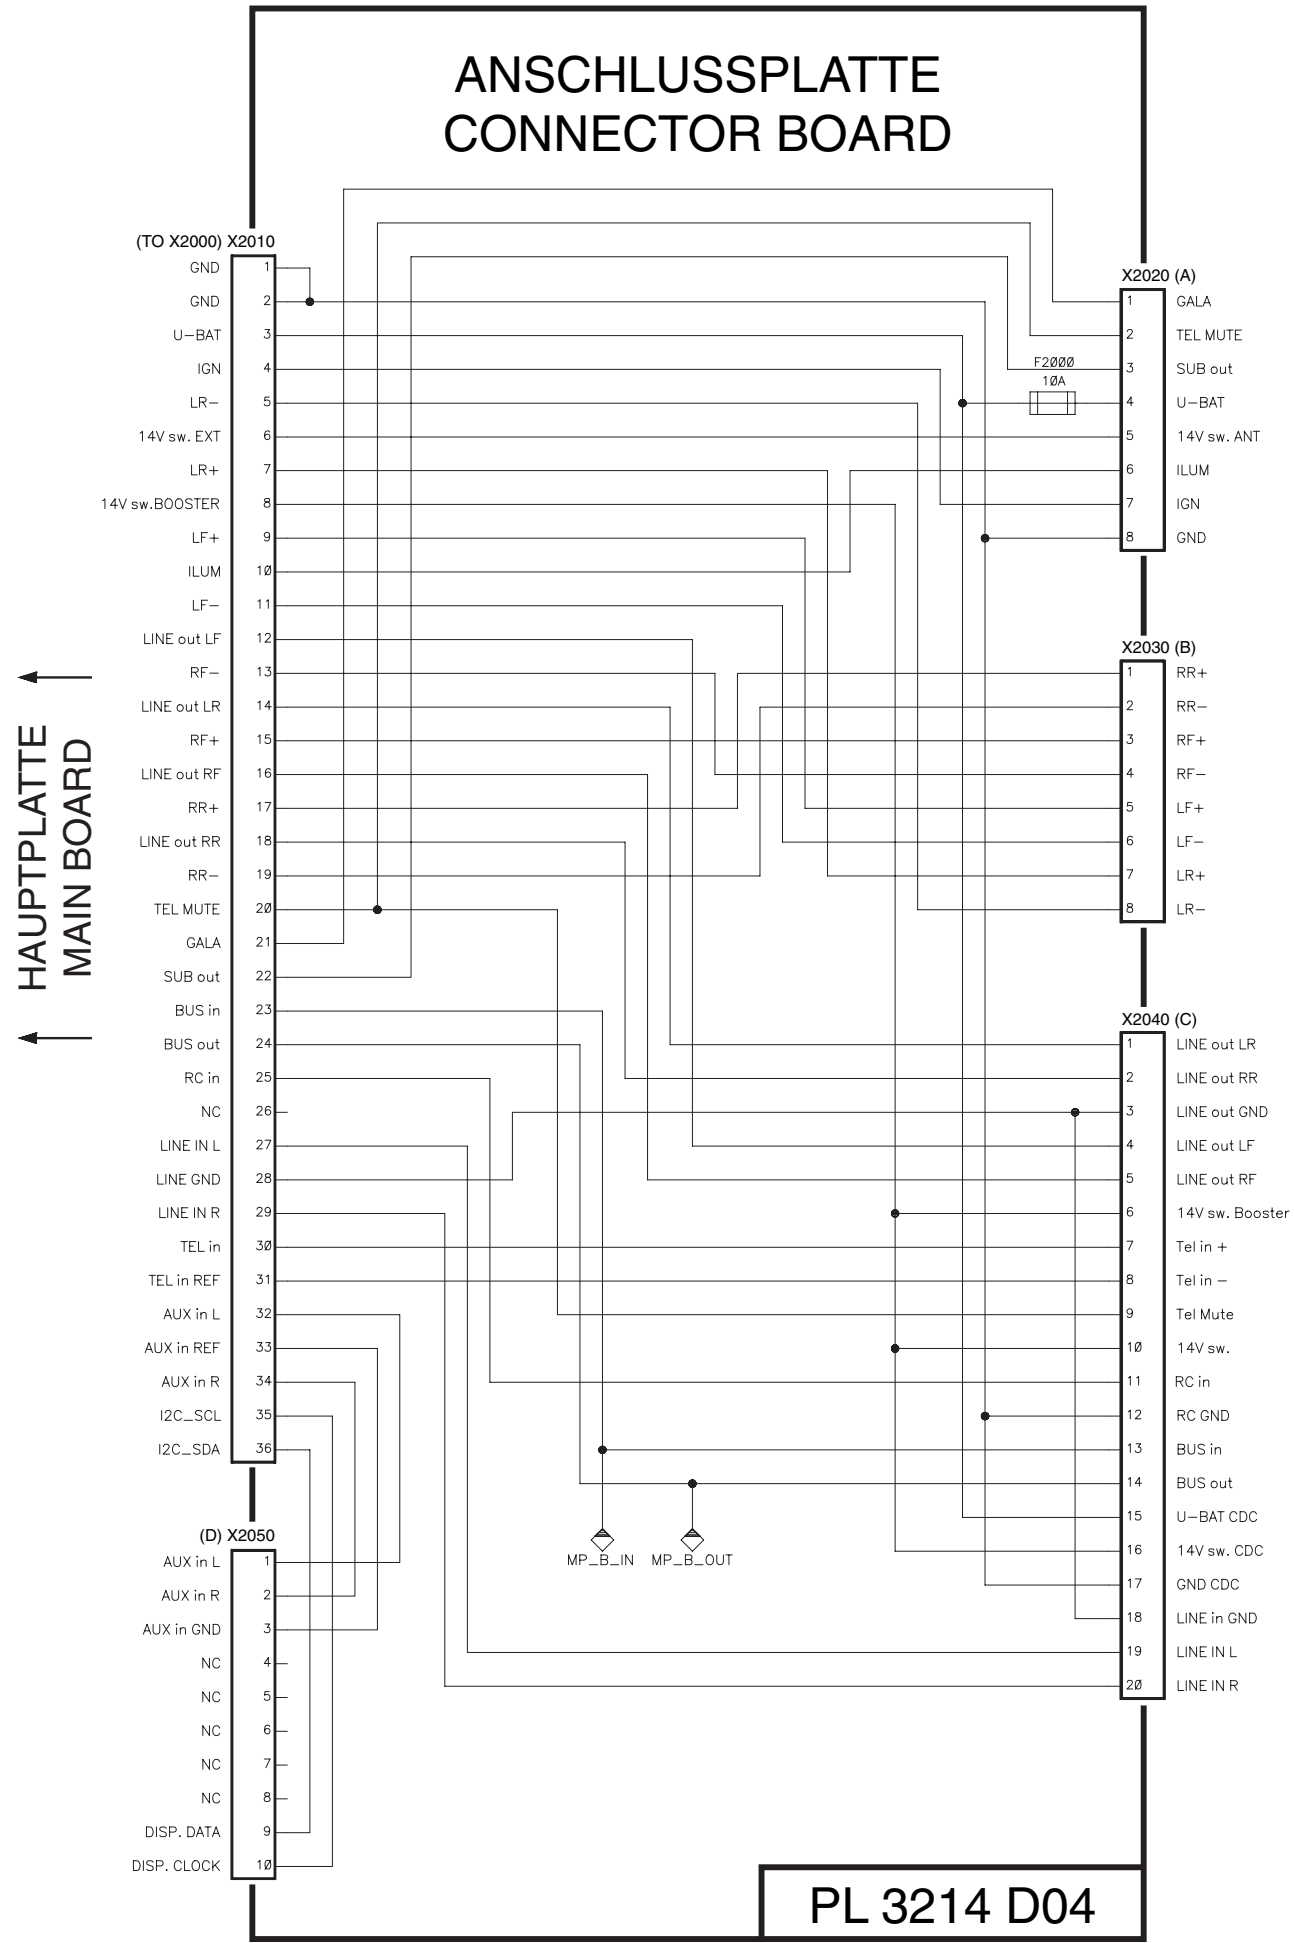 ANSCHLUSSPLATTE
CONNECTOR BOARD
HAUPTPLATTE
MAIN BOARD
(TO X2000) X2010
GND 1
GND 2
U-BAT 3
IGN 4
LR- 5
14V sw. EXT 6
LR+ 7
14V sw.BOOSTER 8
LF+ 9
ILUM 10
LF- 11
LINE out LF 12
RF- 13
LINE out LR 14
RF+ 15
LINE out RF 16
RR+ 17
LINE out RR 18
RR- 19
TEL MUTE 20
GALA 21
SUB out 22
BUS in 23
BUS out 24
RC in 25
NC 26
LINE IN L 27
LINE GND 28
LINE IN R 29
TEL in 30
TEL in REF 31
AUX in L 32
AUX in REF 33
AUX in R 34
I2C_SCL 35
I2C_SDA 36
(D) X2050
AUX in L 1
AUX in R 2
AUX in GND 3
NC 4
NC 5
NC 6
NC 7
NC 8
DISP. DATA 9
DISP. CLOCK 10
MP_B_IN
MP_B_OUT
F2000
10A
X2020 (A)
1 GALA
2 TEL MUTE
3 SUB out
4 U-BAT
5 14V sw. ANT
6 ILUM
7 IGN
8 GND
X2030 (B)
1 RR+
2 RR-
3 RF+
4 RF-
5 LF+
6 LF-
7 LR+
8 LR-
X2040 (C)
1 LINE out LR
2 LINE out RR
3 LINE out GND
4 LINE out LF
5 LINE out RF
6 14V sw. Booster
7 Tel in +
8 Tel in -
9 Tel Mute
10 14V sw.
11 RC in
12 RC GND
13 BUS in
14 BUS out
15 U-BAT CDC
16 14V sw. CDC
17 GND CDC
18 LINE in GND
19 LINE IN L
20 LINE IN R
PL 3214 D04